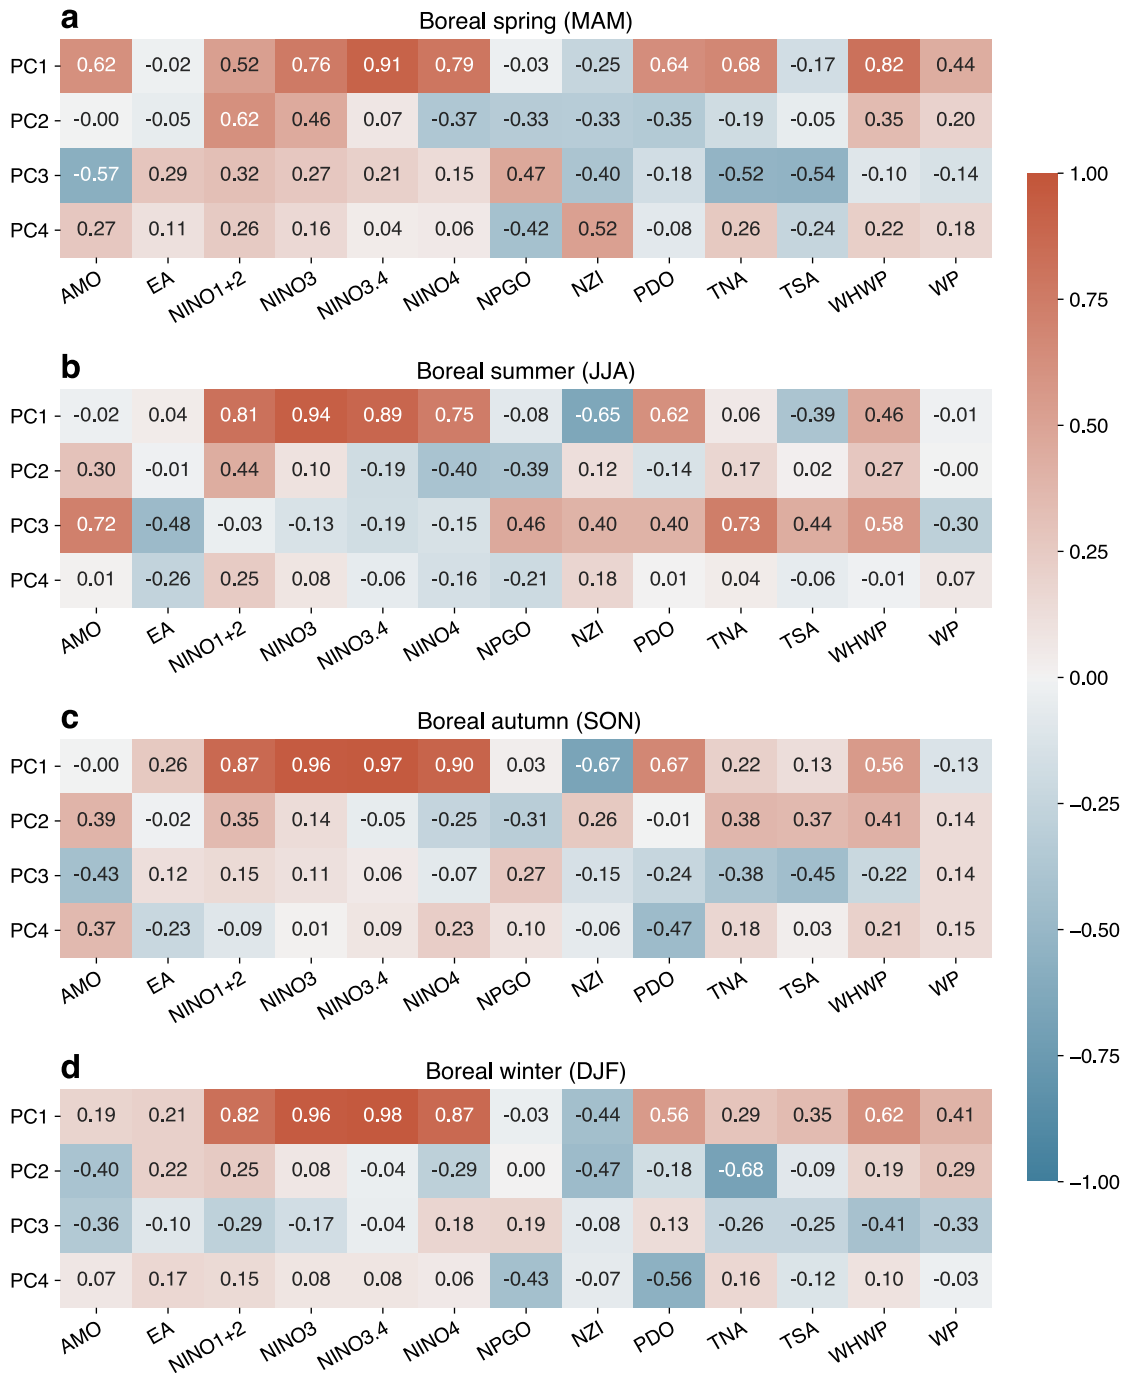 a
Boreal spring (MAM)
PC1 0.62 -0.02 0.52 0.76 0.91 0.79 -0.03 -0.25 0.64 0.68 -0.17 0.82 0.44
PC2 -0.00 -0.05 0.62 0.46 0.07 -0.37 -0.33 -0.33 -0.35 -0.19 -0.05 0.35 0.20
PC3 -0.57 0.29 0.32 0.27 0.21 0.15 0.47 -0.40 -0.18 -0.52 -0.54 -0.10 -0.14
PC4 0.27 0.11 0.26 0.16 0.04 0.06 -0.42 0.52 -0.08 0.26 -0.24 0.22 0.18
AMO EA NINO1+2 NINO3 NINO3.4 NINO4 NPGO NZI PDO TNA TSA WHWP WP
b
Boreal summer (JJA)
PC1 -0.02 0.04 0.81 0.94 0.89 0.75 -0.08 -0.65 0.62 0.06 -0.39 0.46 -0.01
PC2 0.30 -0.01 0.44 0.10 -0.19 -0.40 -0.39 0.12 -0.14 0.17 0.02 0.27 -0.00
PC3 0.72 -0.48 -0.03 -0.13 -0.19 -0.15 0.46 0.40 0.40 0.73 0.44 0.58 -0.30
PC4 0.01 -0.26 0.25 0.08 -0.06 -0.16 -0.21 0.18 0.01 0.04 -0.06 -0.01 0.07
AMO EA NINO1+2 NINO3 NINO3.4 NINO4 NPGO NZI PDO TNA TSA WHWP WP
c
Boreal autumn (SON)
PC1 -0.00 0.26 0.87 0.96 0.97 0.90 0.03 -0.67 0.67 0.22 0.13 0.56 -0.13
PC2 0.39 -0.02 0.35 0.14 -0.05 -0.25 -0.31 0.26 -0.01 0.38 0.37 0.41 0.14
PC3 -0.43 0.12 0.15 0.11 0.06 -0.07 0.27 -0.15 -0.24 -0.38 -0.45 -0.22 0.14
PC4 0.37 -0.23 -0.09 0.01 0.09 0.23 0.10 -0.06 -0.47 0.18 0.03 0.21 0.15
AMO EA NINO1+2 NINO3 NINO3.4 NINO4 NPGO NZI PDO TNA TSA WHWP WP
d
Boreal winter (DJF)
PC1 0.19 0.21 0.82 0.96 0.98 0.87 -0.03 -0.44 0.56 0.29 0.35 0.62 0.41
PC2 -0.40 0.22 0.25 0.08 -0.04 -0.29 0.00 -0.47 -0.18 -0.68 -0.09 0.19 0.29
PC3 -0.36 -0.10 -0.29 -0.17 -0.04 0.18 0.19 -0.08 0.13 -0.26 -0.25 -0.41 -0.33
PC4 0.07 0.17 0.15 0.08 0.08 0.06 -0.43 -0.07 -0.56 0.16 -0.12 0.10 -0.03
AMO EA NINO1+2 NINO3 NINO3.4 NINO4 NPGO NZI PDO TNA TSA WHWP WP
1.00
0.75
0.50
0.25
0.00
−0.25
−0.50
−0.75
−1.00